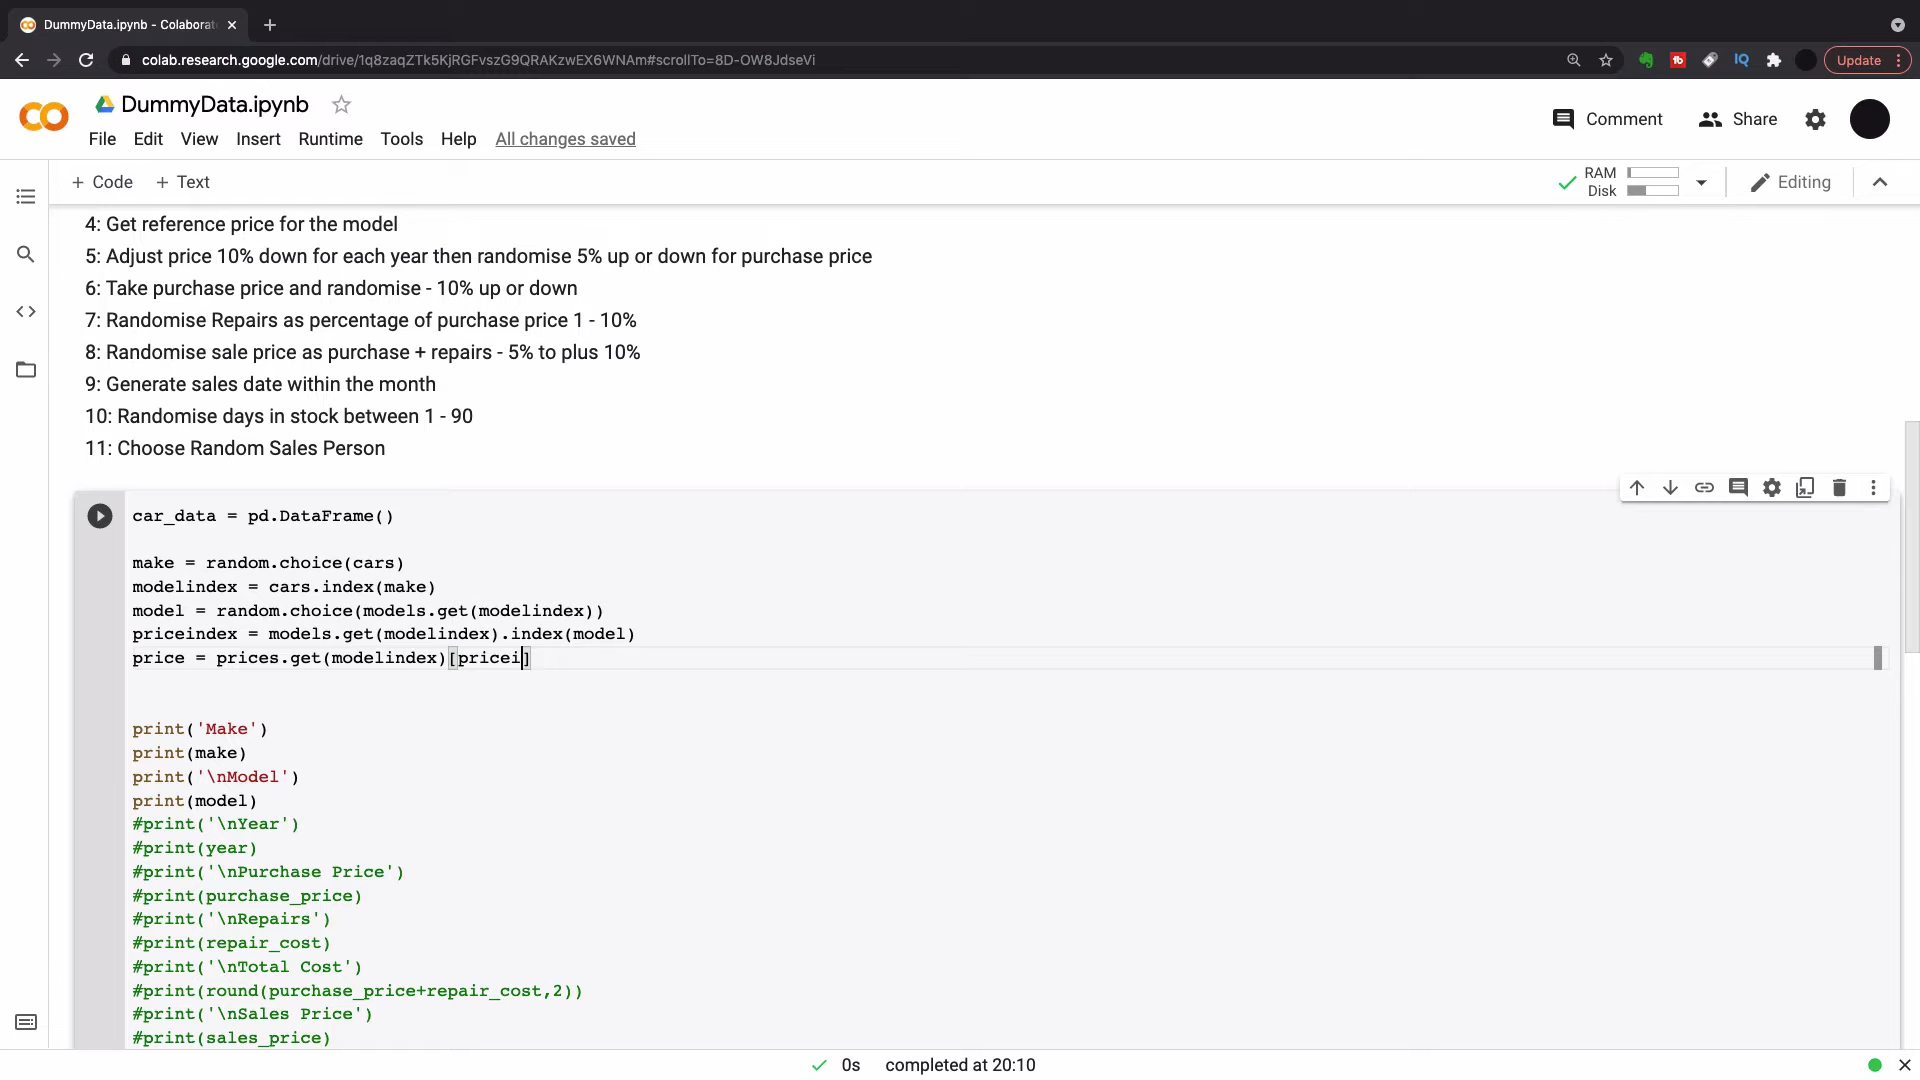 DummyData.ipynb - Colaborat
colab.research.google.com/drive/1q8zaqZTk5KjRGFvszG9QRAKzwEX6WNAm#scrollTo=8D-OW8JdseVi
Update
DummyData.ipynb
File Edit View Insert Runtime Tools Help All changes saved
Comment Share
+ Code + Text
RAM
Disk
Editing
4: Get reference price for the model
5: Adjust price 10% down for each year then randomise 5% up or down for purchase price
6: Take purchase price and randomise - 10% up or down
7: Randomise Repairs as percentage of purchase price 1 - 10%
8: Randomise sale price as purchase + repairs - 5% to plus 10%
9: Generate sales date within the month
10: Randomise days in stock between 1 - 90
11: Choose Random Sales Person
car_data = pd.DataFrame()
make = random.choice(cars)
modelindex = cars.index(make)
model = random.choice(models.get(modelindex))
priceindex = models.get(modelindex).index(model)
price = prices.get(modelindex)[pricei]
print('Make')
print(make)
print('\nModel')
print(model)
#print('\nYear')
#print(year)
#print('\nPurchase Price')
#print(purchase_price)
#print('\nRepairs')
#print(repair_cost)
#print('\nTotal Cost')
#print(round(purchase_price+repair_cost,2))
#print('\nSales Price')
#print(sales_price)
0s completed at 20:10